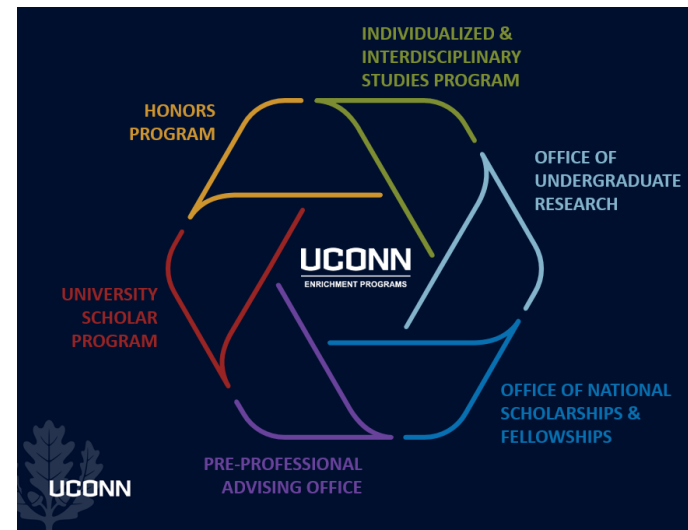 INDIVIDUALIZED &
INTERDISCIPLINARY
STUDIES PROGRAM
HONORS
PROGRAM
OFFICE OF
UNDERGRADUATE
RESEARCH
UCONN
ENRICHMENT PROGRAMS
UNIVERSITY
SCHOLAR
PROGRAM
OFFICE OF NATIONAL
SCHOLARSHIPS &
FELLOWSHIPS
PRE-PROFESSIONAL
ADVISING OFFICE
UCONN